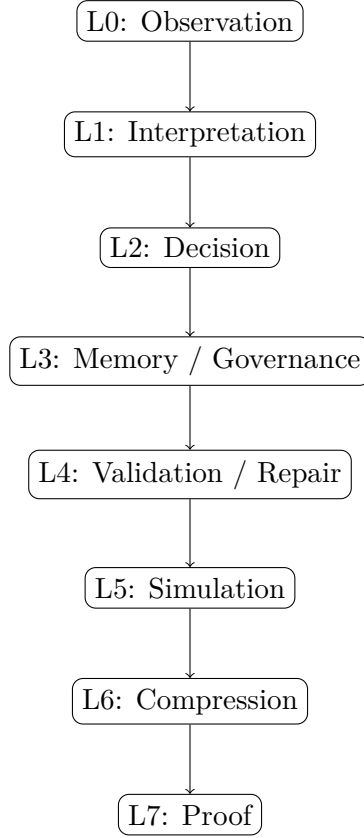 L0: Observation
L1: Interpretation
L2: Decision
L3: Memory / Governance
L4: Validation / Repair
L5: Simulation
L6: Compression
L7: Proof